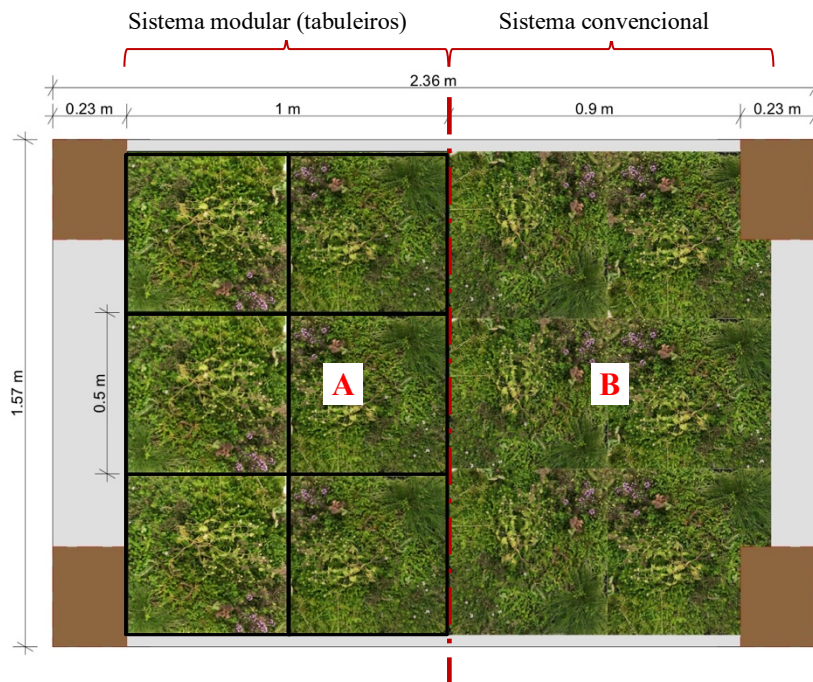 Sistema modular (tabuleiros)
Sistema convencional
2.36 m
0.23 m
1 m
0.9 m
0.23 m
1.57 m
0.5 m
A
B